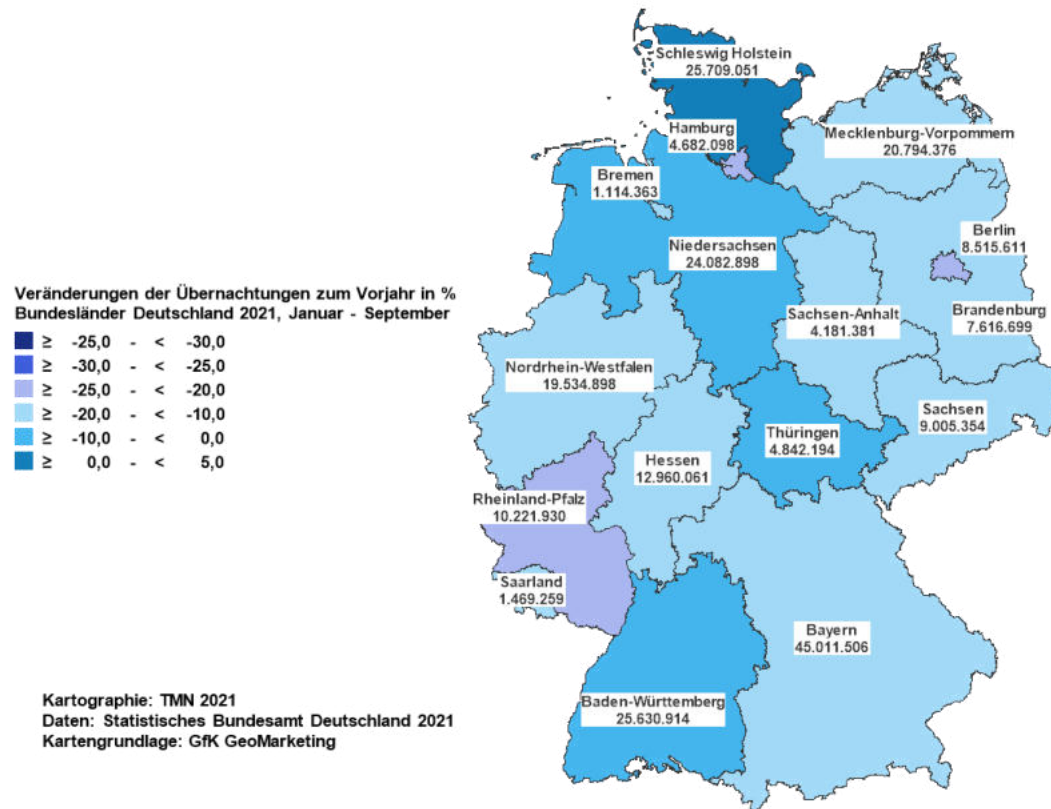 Schleswig Holstein
25.709.051
Hamburg
4.682.098
Mecklenburg-Vorpommern
20.794.376
Bremen
1.114.363
Niedersachsen
24.082.898
Berlin
8.515.611
Sachsen-Anhalt
4.181.381
Brandenburg
7.616.699
Nordrhein-Westfalen
19.534.898
Sachsen
9.005.354
Thüringen
4.842.194
Hessen
12.960.061
Rheinland-Pfalz
10.221.930
Saarland
1.469.259
Bayern
45.011.506
Baden-Württemberg
25.630.914
Veränderungen der Übernachtungen zum Vorjahr in %
Bundesländer Deutschland 2021, Januar - September
≥ -25,0 - < -30,0
≥ -30,0 - < -25,0
≥ -25,0 - < -20,0
≥ -20,0 - < -10,0
≥ -10,0 - < 0,0
≥ 0,0 - < 5,0
Kartographie: TMN 2021
Daten: Statistisches Bundesamt Deutschland 2021
Kartengrundlage: GfK GeoMarketing